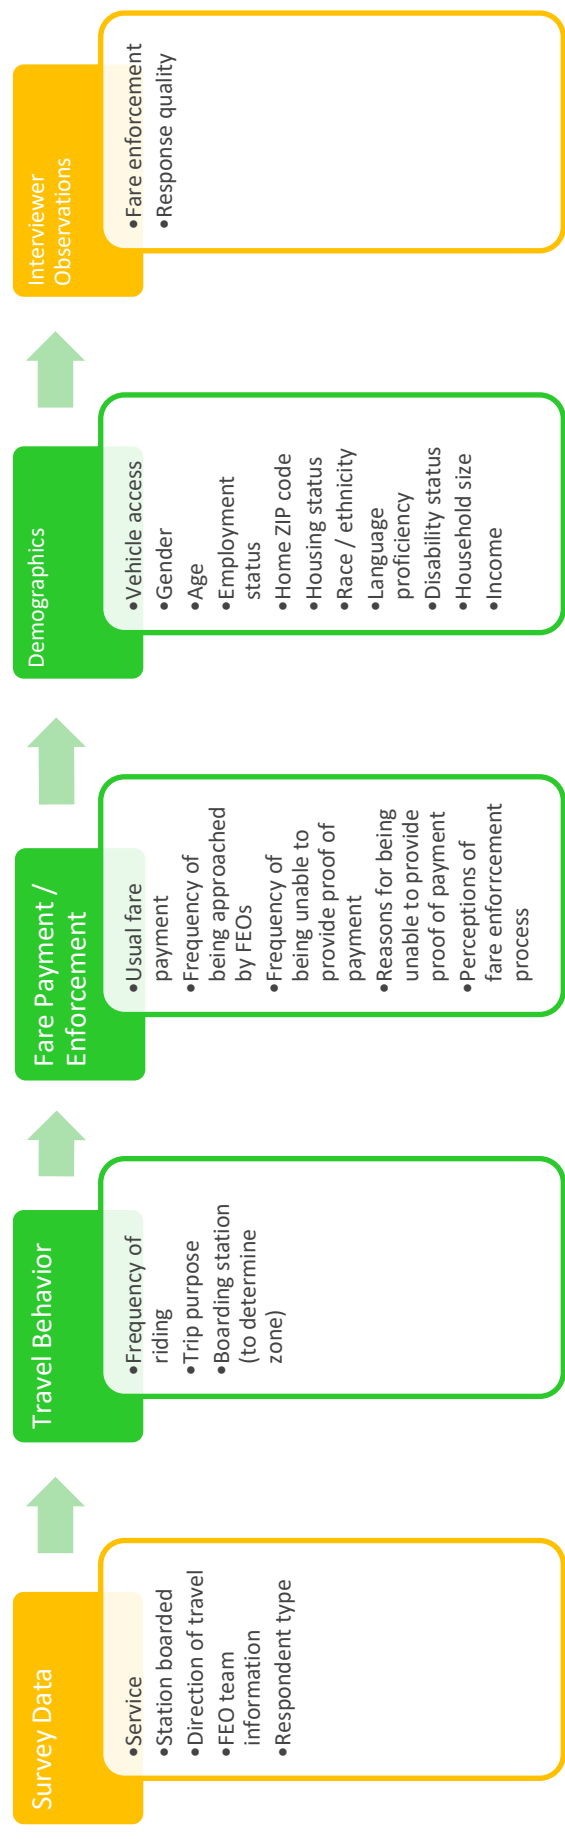 Survey Data
•Service
•Station boarded
•Direction of travel
•FEO team
information
•Respondent type
Travel Behavior
•Frequency of
riding
•Trip purpose
•Boarding station
(to determine
zone)
Fare Payment /
Enforcement
•Usual fare
payment
•Frequency of
being approached
by FEOs
•Frequency of
being unable to
provide proof of
payment
•Reasons for being
unable to provide
proof of payment
•Perceptions of
fare enforrcement
process
Demographics
•Vehicle access
•Gender
•Age
•Employment
status
•Home ZIP code
•Housing status
•Race / ethnicity
•Language
proficiency
•Disability status
•Household size
•Income
Interviewer
Observations
•Fare enforcement
•Response quality